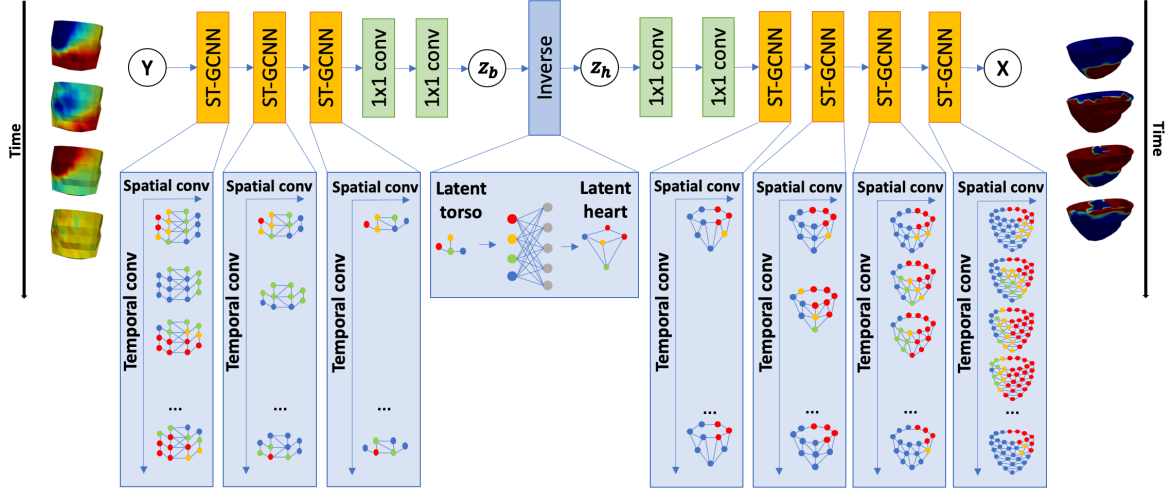 Time
Y
ST-GCNN
ST-GCNN
ST-GCNN
1x1 conv
1x1 conv
z_b
Inverse
z_h
1x1 conv
1x1 conv
ST-GCNN
ST-GCNN
ST-GCNN
ST-GCNN
X
Time
Spatial conv
Temporal conv
...
Spatial conv
Temporal conv
...
Spatial conv
Temporal conv
...
Latent
torso
Latent
heart
Spatial conv
Temporal conv
...
Spatial conv
Temporal conv
...
Spatial conv
Temporal conv
...
Spatial conv
Temporal conv
...